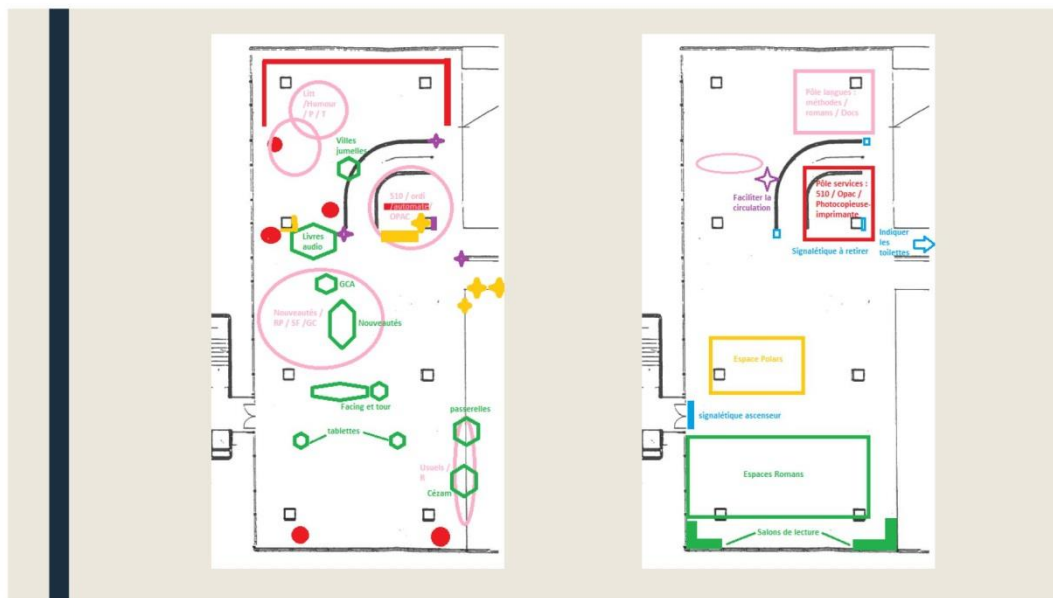 Litt
/Humour
/ P / T
Villes
jumelles
S10 / ordi
/automate/
OPAC
Livres
audio
GCA
Nouveautés /
RP / SF /GC
Nouveautés
Facing et tour
tablettes
passerelles
Usuels /
R
Cézam
Pôle langues :
méthodes /
romans / Docs
Faciliter la
circulation
Pôle services :
S10 / Opac /
Photocopieuse-
imprimante
Signalétique à retirer
Indiquer
les
toilettes
Espace Polars
signalétique ascenseur
Espaces Romans
Salons de lecture